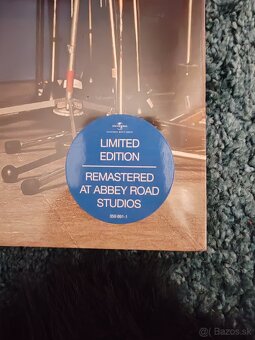 LIMITED
EDITION
REMASTERED
AT ABBEY ROAD
STUDIOS
Bazos.sk